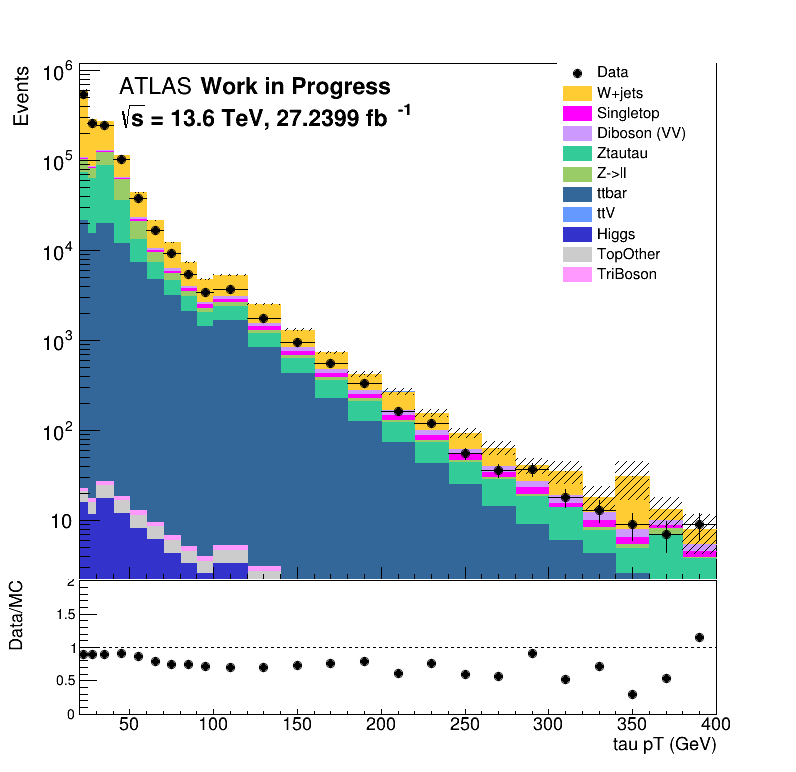 ATLAS Work in Progress
√s = 13.6 TeV, 27.2399 fb -1
Events
10^6
10^5
10^4
10^3
10^2
10
Data
W+jets
Singletop
Diboson (VV)
Ztautau
Z->ll
ttbar
ttV
Higgs
TopOther
TriBoson
Data/MC
2
1.5
1
0.5
0
50 100 150 200 250 300 350 400
tau pT (GeV)